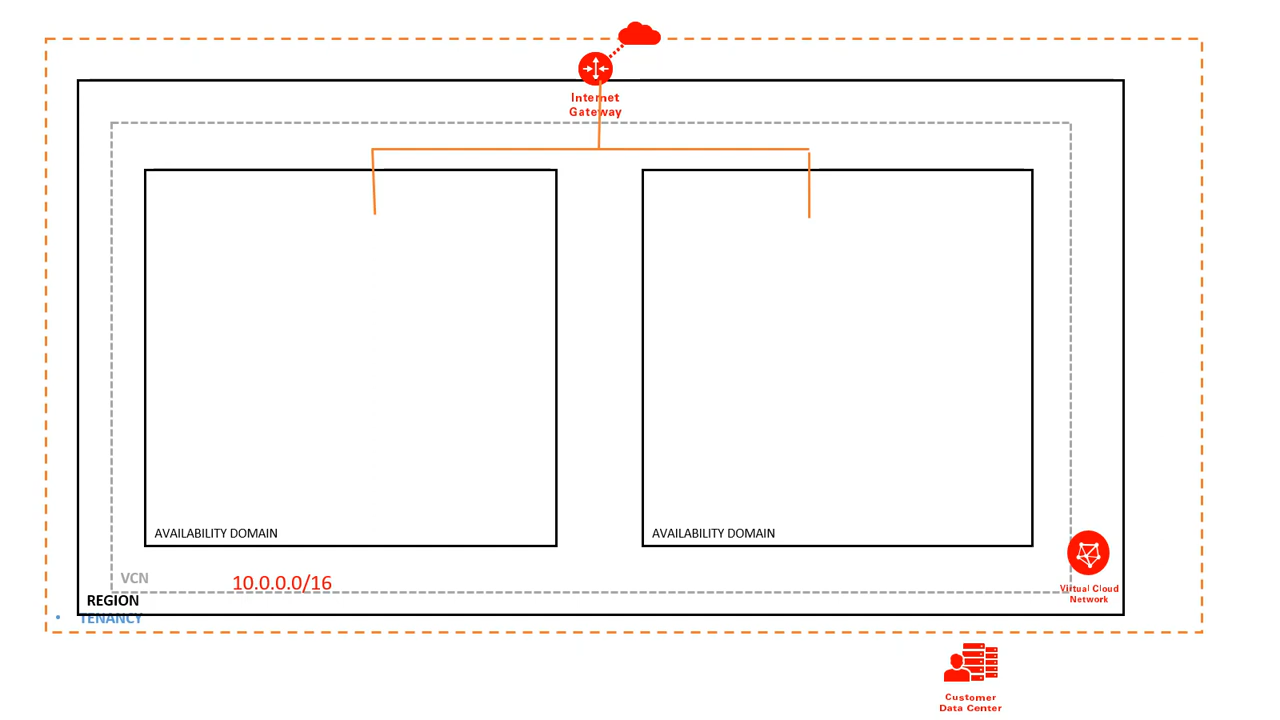 Internet
Gateway
AVAILABILITY DOMAIN
AVAILABILITY DOMAIN
VCN
10.0.0.0/16
REGION
• TENANCY
Virtual Cloud
Network
Customer
Data Center